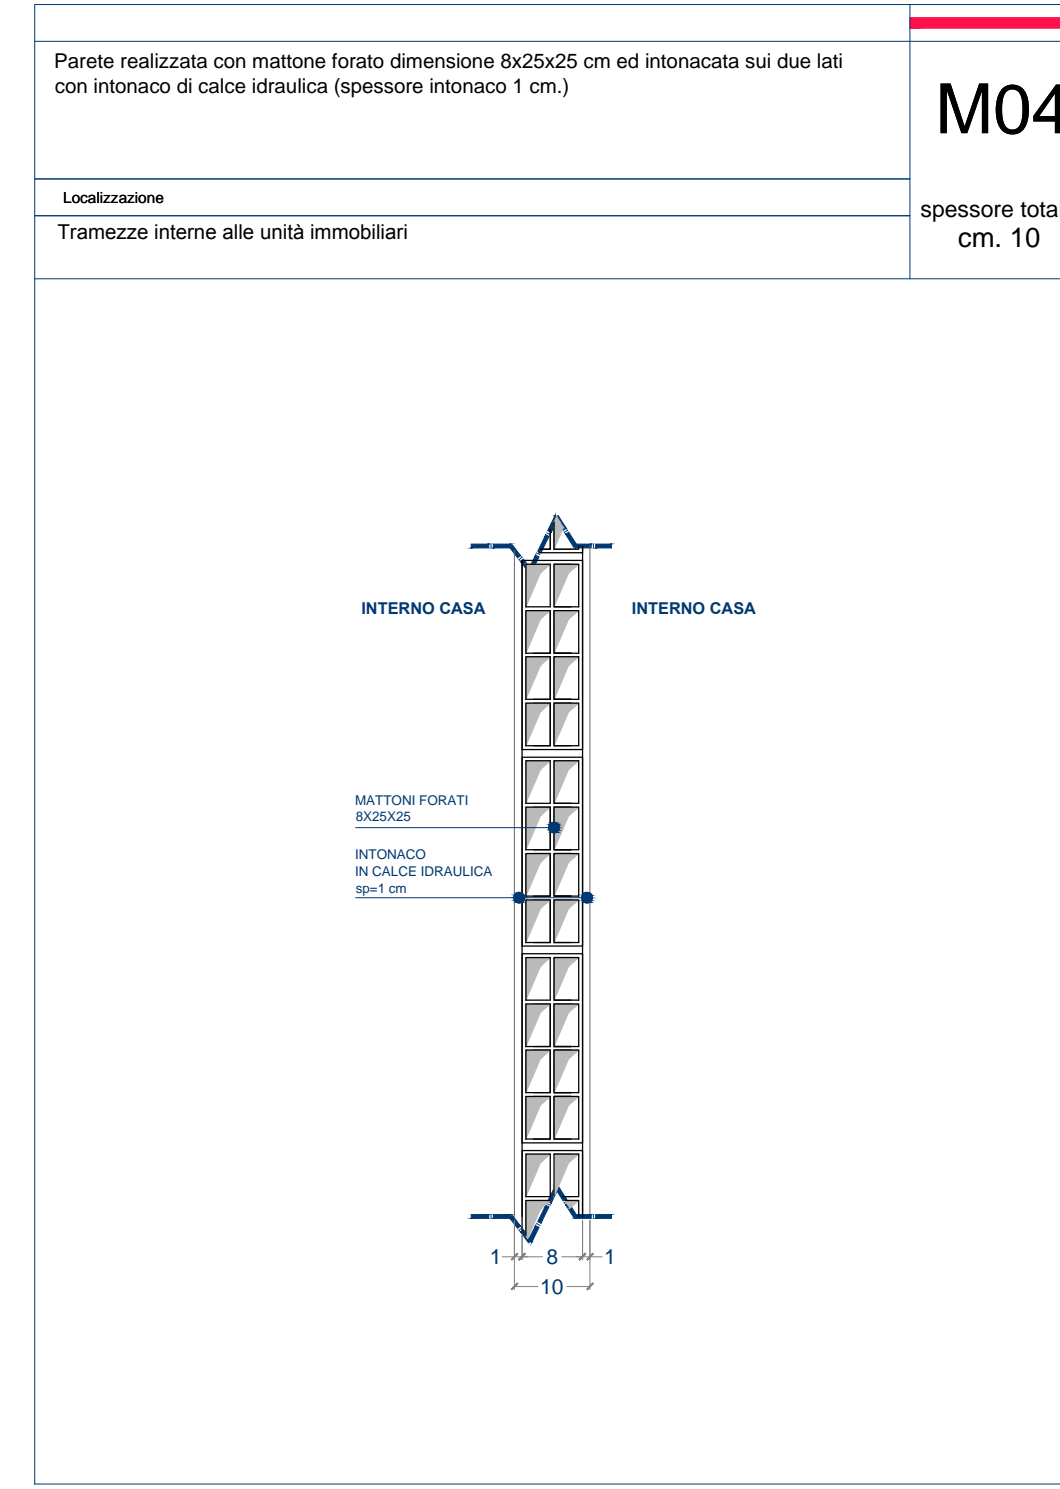 Parete realizzata con mattone forato dimensione 8x25x25 cm ed intonacata sui due lati
con intonaco di calce idraulica (spessore intonaco 1 cm.)
M04
Localizzazione
spessore total
cm. 10
Tramezze interne alle unità immobiliari
INTERNO CASA
INTERNO CASA
MATTONI FORATI
8X25X25
INTONACO
IN CALCE IDRAULICA
sp=1 cm
1 8 1
10